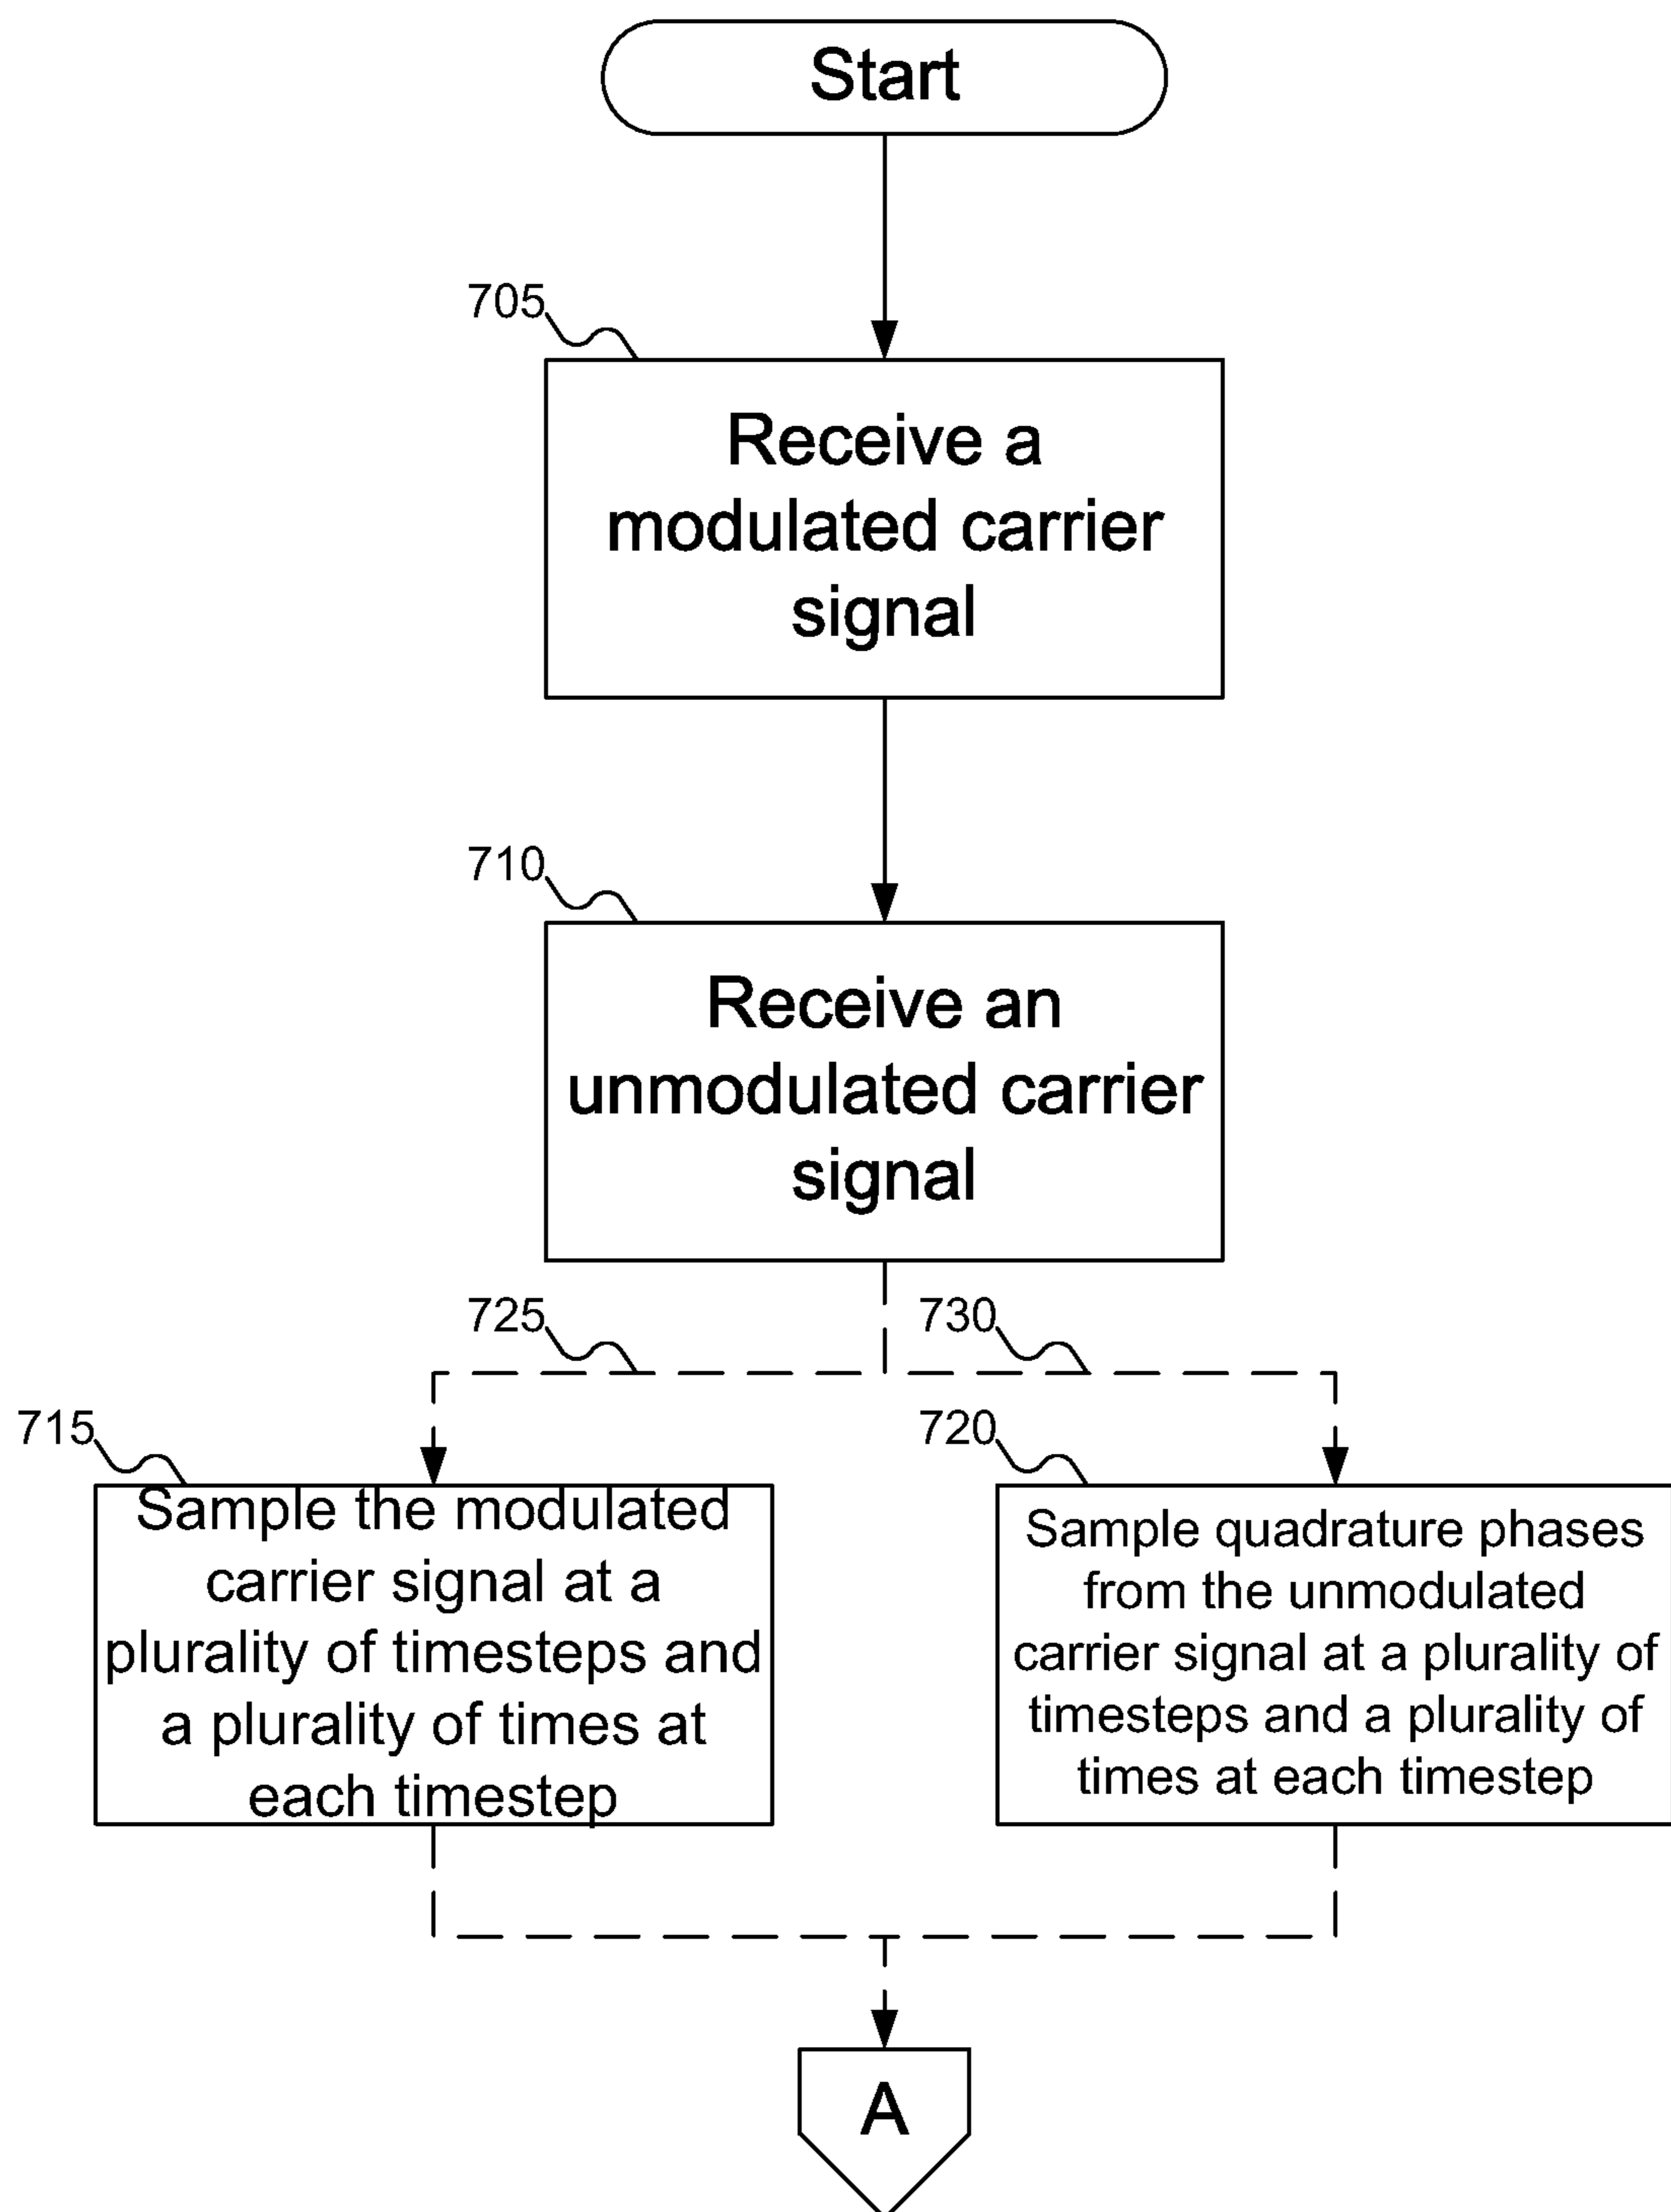 Start
705
Receive a
modulated carrier
signal
710
Receive an
unmodulated carrier
signal
725
730
715
Sample the modulated
carrier signal at a
plurality of timesteps and
a plurality of times at
each timestep
720
Sample quadrature phases
from the unmodulated
carrier signal at a plurality of
timesteps and a plurality of
times at each timestep
A